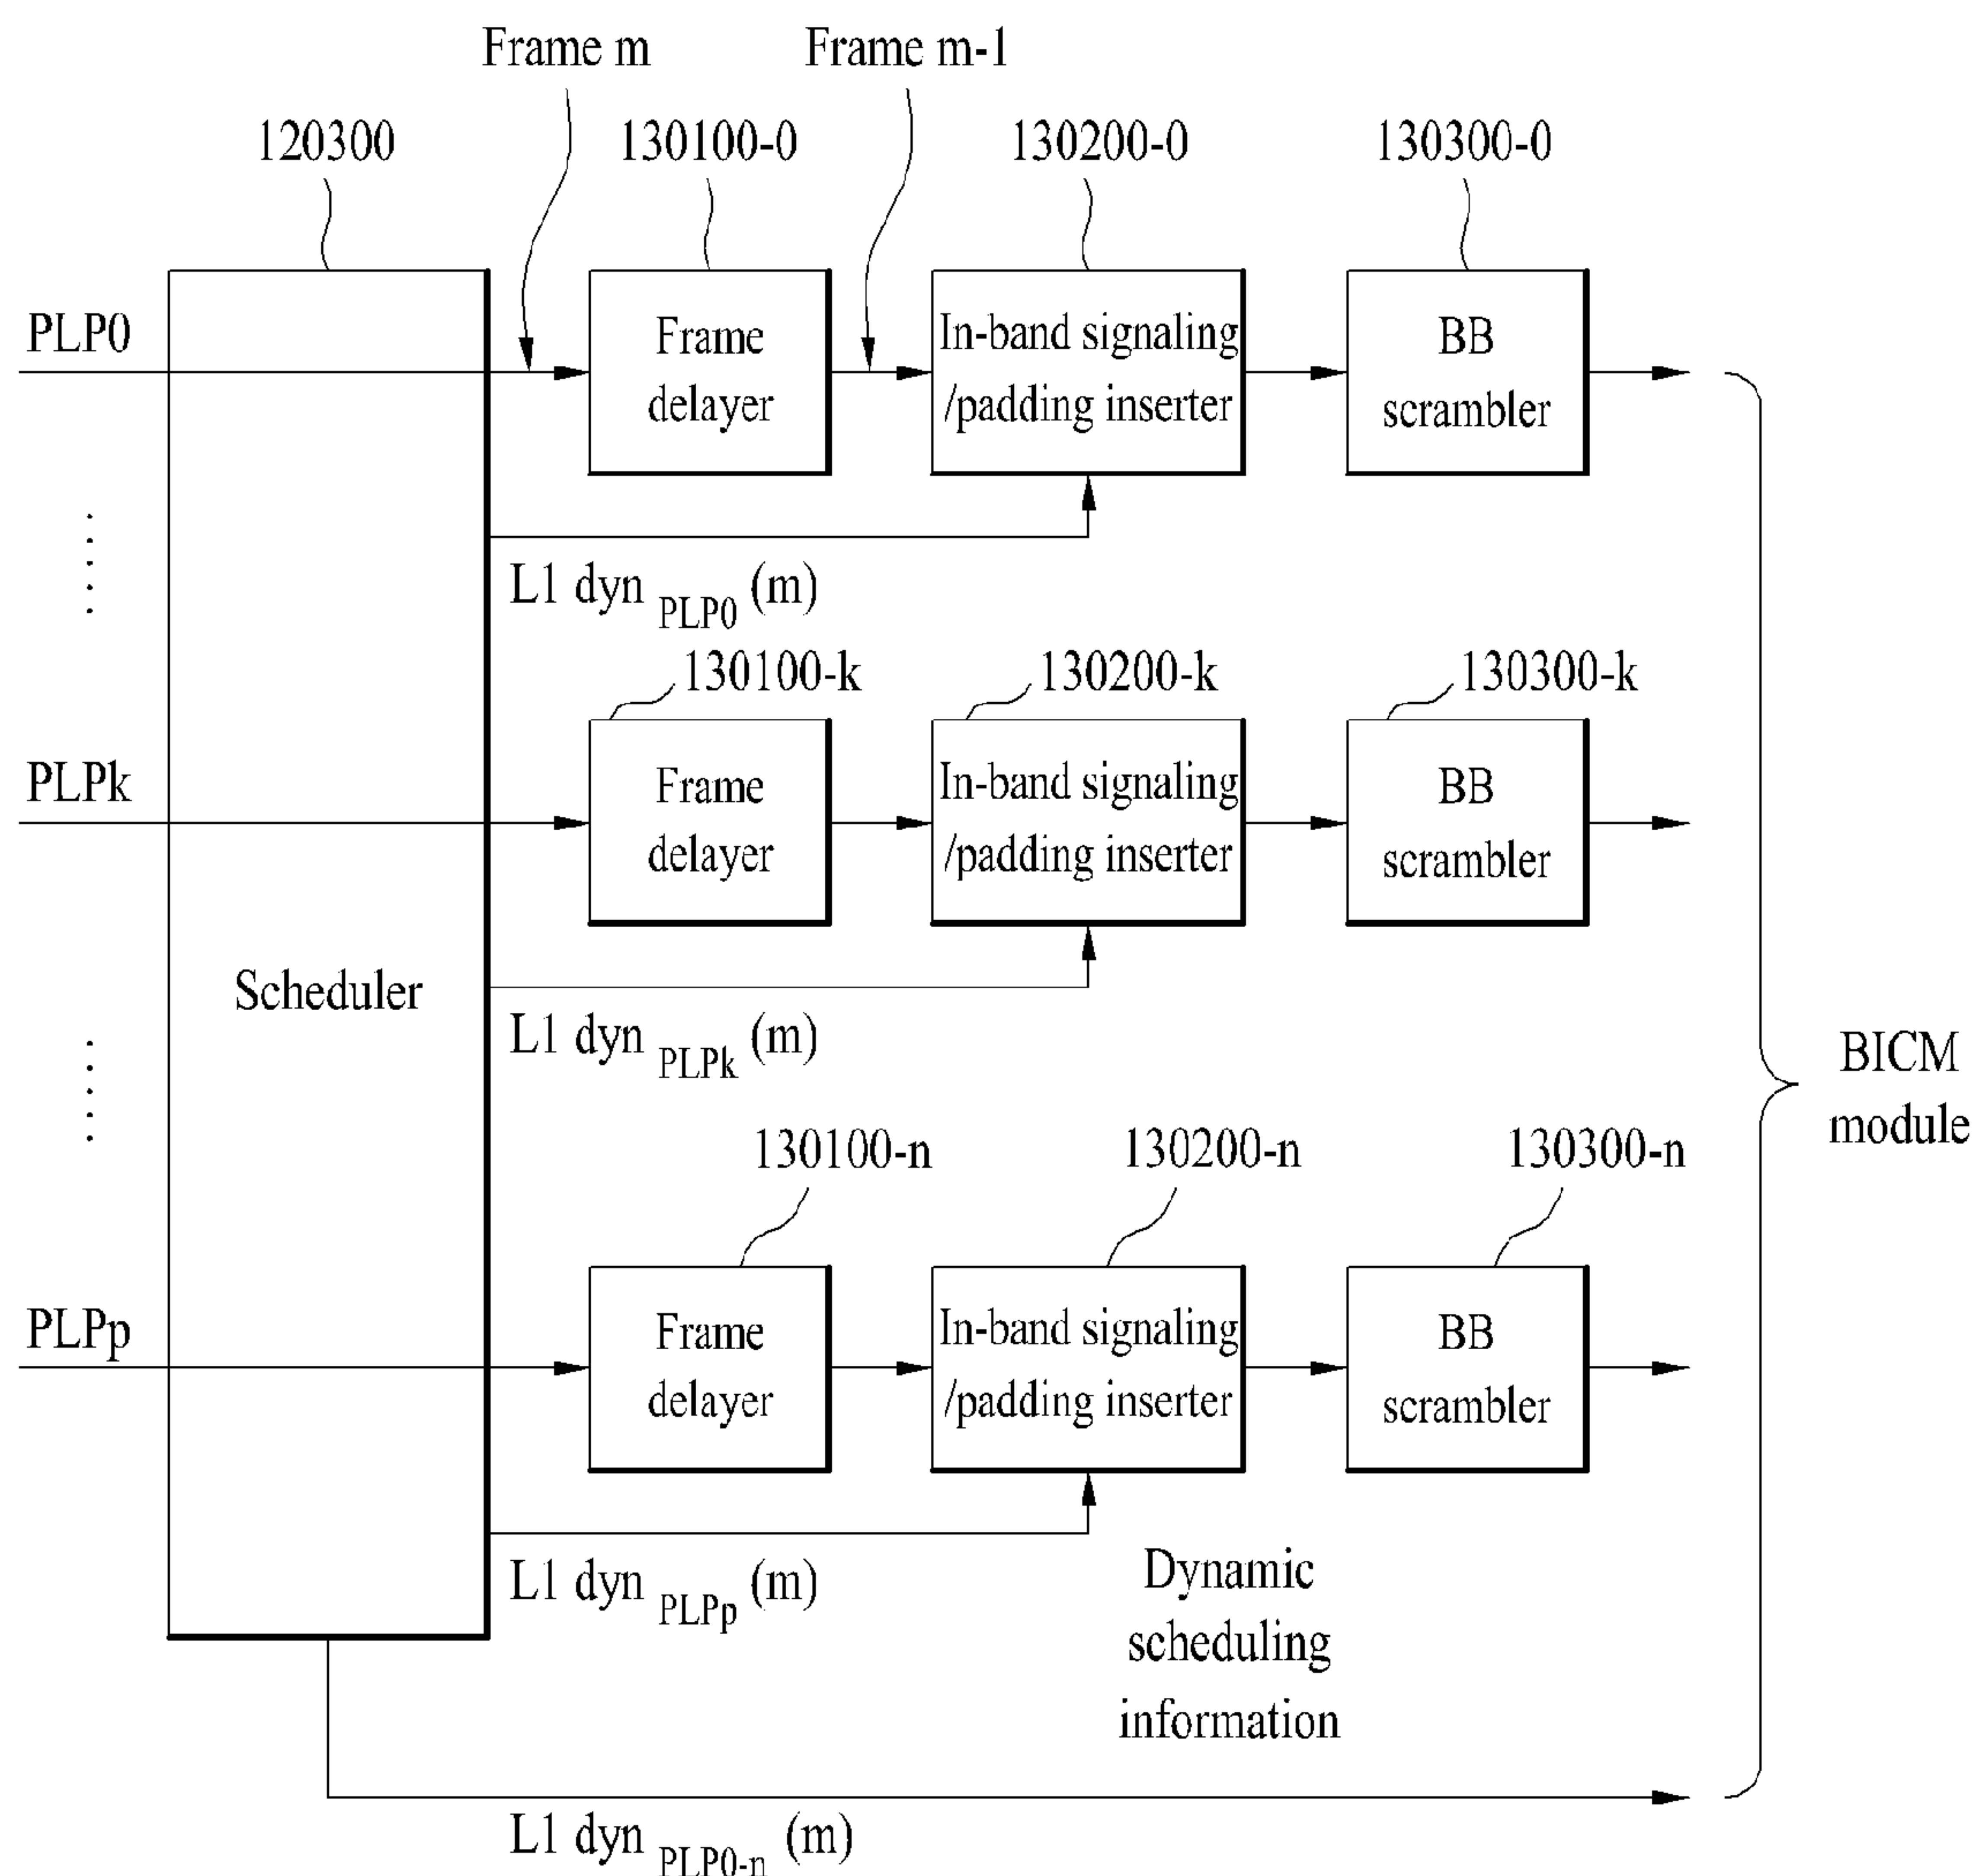 Frame m
Frame m-1
120300
130100-0
130200-0
130300-0
PLP0
Frame
delayer
In-band signaling
/padding inserter
BB
scrambler
L1 dyn PLP0 (m)
130100-k
130200-k
130300-k
PLPk
Frame
delayer
In-band signaling
/padding inserter
BB
scrambler
Scheduler
L1 dyn PLPk (m)
BICM
module
130100-n
130200-n
130300-n
PLPp
Frame
delayer
In-band signaling
/padding inserter
BB
scrambler
L1 dyn PLPp (m)
Dynamic
scheduling
information
L1 dyn PLP0-n (m)